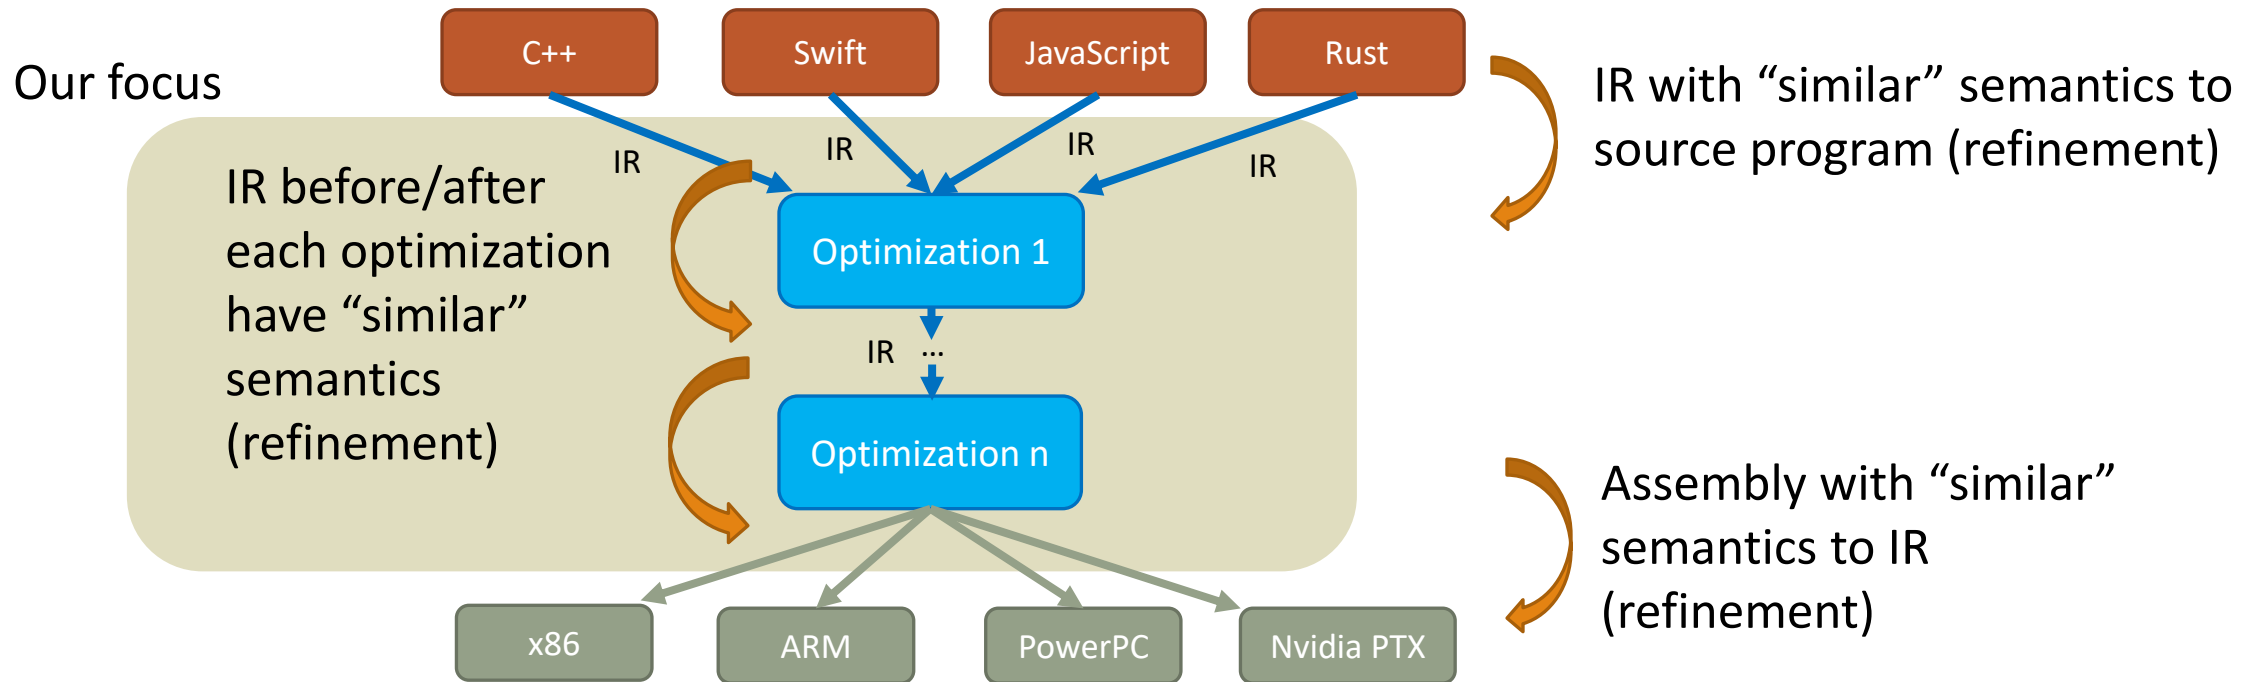 C++
Swift
JavaScript
Rust
Our focus
IR with “similar” semantics to
source program (refinement)
IR
IR
IR
IR
IR before/after
each optimization
have “similar”
semantics
(refinement)
Optimization 1
IR ...
Optimization n
Assembly with “similar”
semantics to IR
(refinement)
x86
ARM
PowerPC
Nvidia PTX